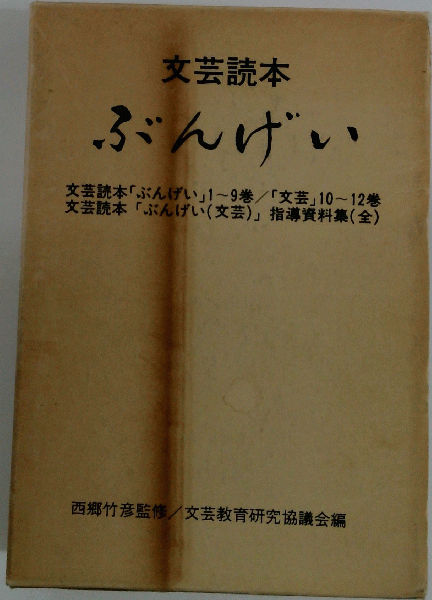 文芸読本
ぶんげい
文芸読本「ぶんげい」1～9巻／「文芸」10～12巻
文芸読本「ぶんげい(文芸)」指導資料集(全)
西郷竹彦監修／文芸教育研究協議会編